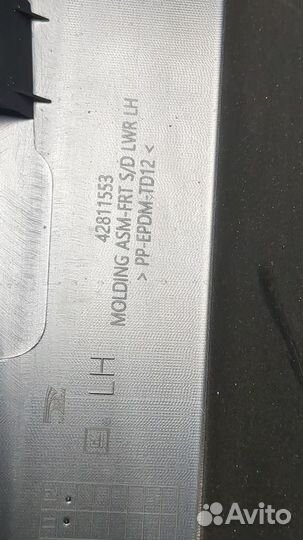 42811553
MOLDING ASM-FRT S/D LWR LH
> PP-EPDM-TD12 <
LH
Avito